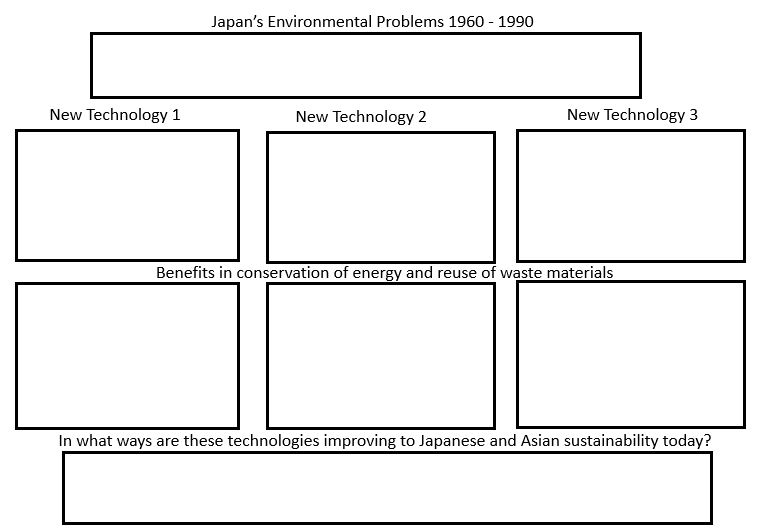 Japan’s Environmental Problems 1960 - 1990
New Technology 1
New Technology 2
New Technology 3
Benefits in conservation of energy and reuse of waste materials
In what ways are these technologies improving to Japanese and Asian sustainability today?